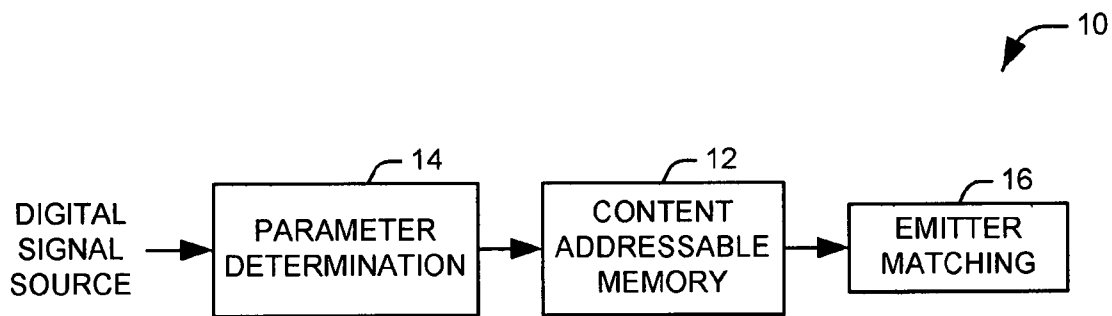 10
14
12
16
DIGITAL
SIGNAL
SOURCE
PARAMETER
DETERMINATION
CONTENT
ADDRESSABLE
MEMORY
EMITTER
MATCHING